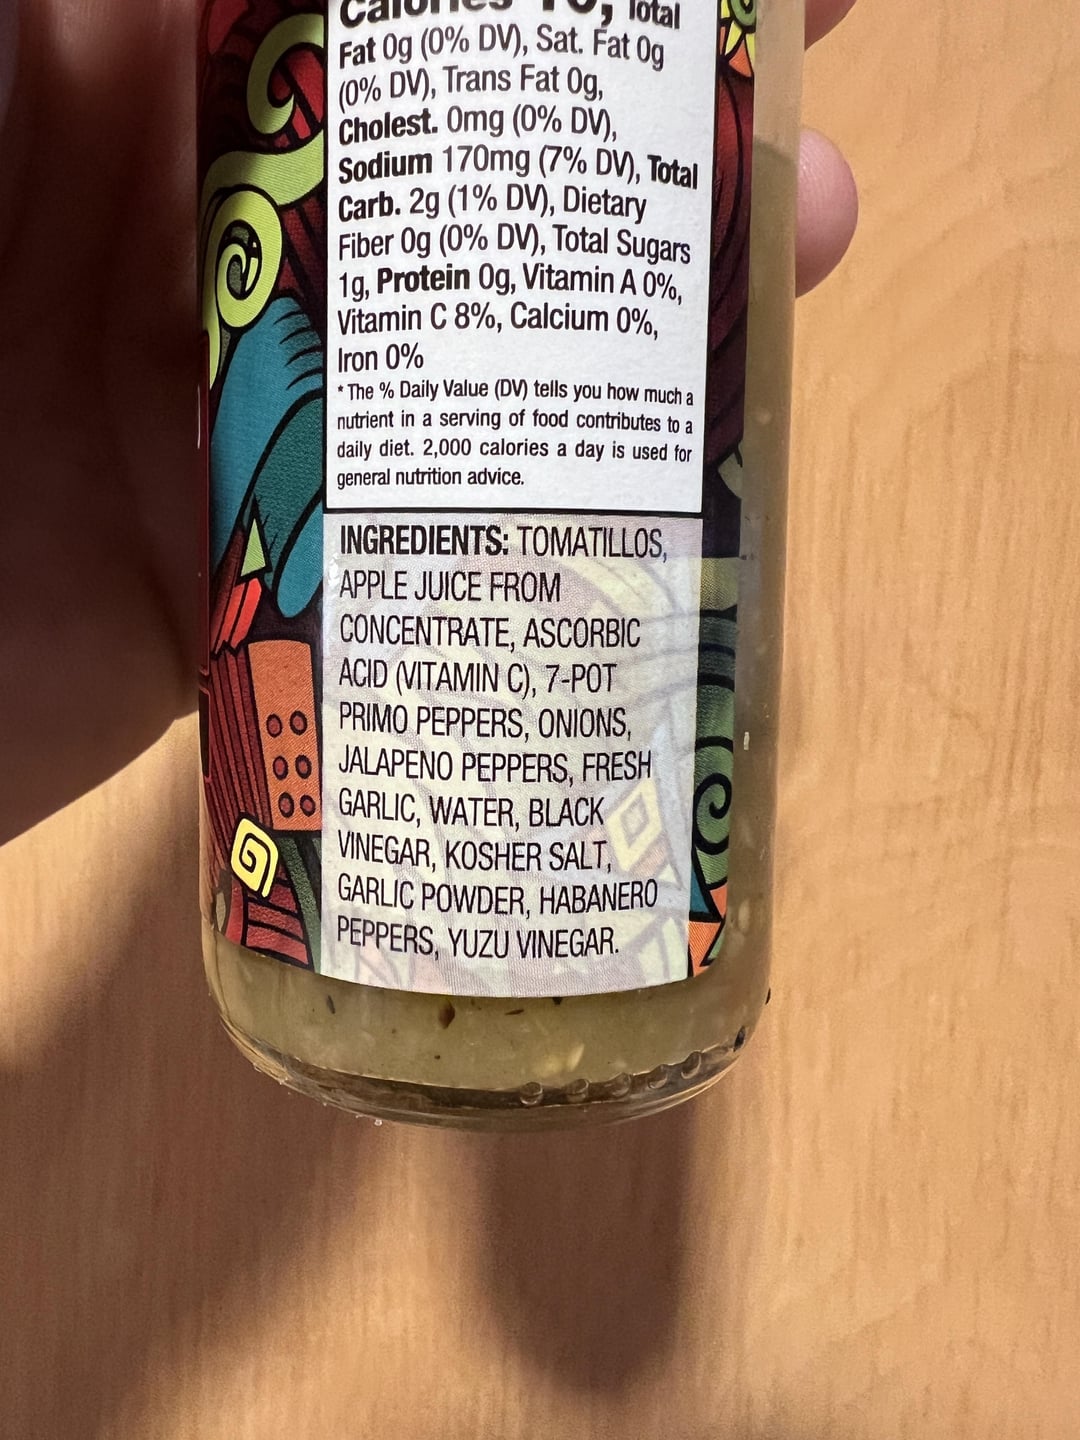 Calories 10, Total
Fat 0g (0% DV), Sat. Fat 0g
(0% DV), Trans Fat 0g,
Cholest. 0mg (0% DV),
Sodium 170mg (7% DV), Total
Carb. 2g (1% DV), Dietary
Fiber 0g (0% DV), Total Sugars
1g, Protein 0g, Vitamin A 0%,
Vitamin C 8%, Calcium 0%,
Iron 0%
* The % Daily Value (DV) tells you how much a
nutrient in a serving of food contributes to a
daily diet. 2,000 calories a day is used for
general nutrition advice.
INGREDIENTS: TOMATILLOS,
APPLE JUICE FROM
CONCENTRATE, ASCORBIC
ACID (VITAMIN C), 7-POT
PRIMO PEPPERS, ONIONS,
JALAPENO PEPPERS, FRESH
GARLIC, WATER, BLACK
VINEGAR, KOSHER SALT,
GARLIC POWDER, HABANERO
PEPPERS, YUZU VINEGAR.